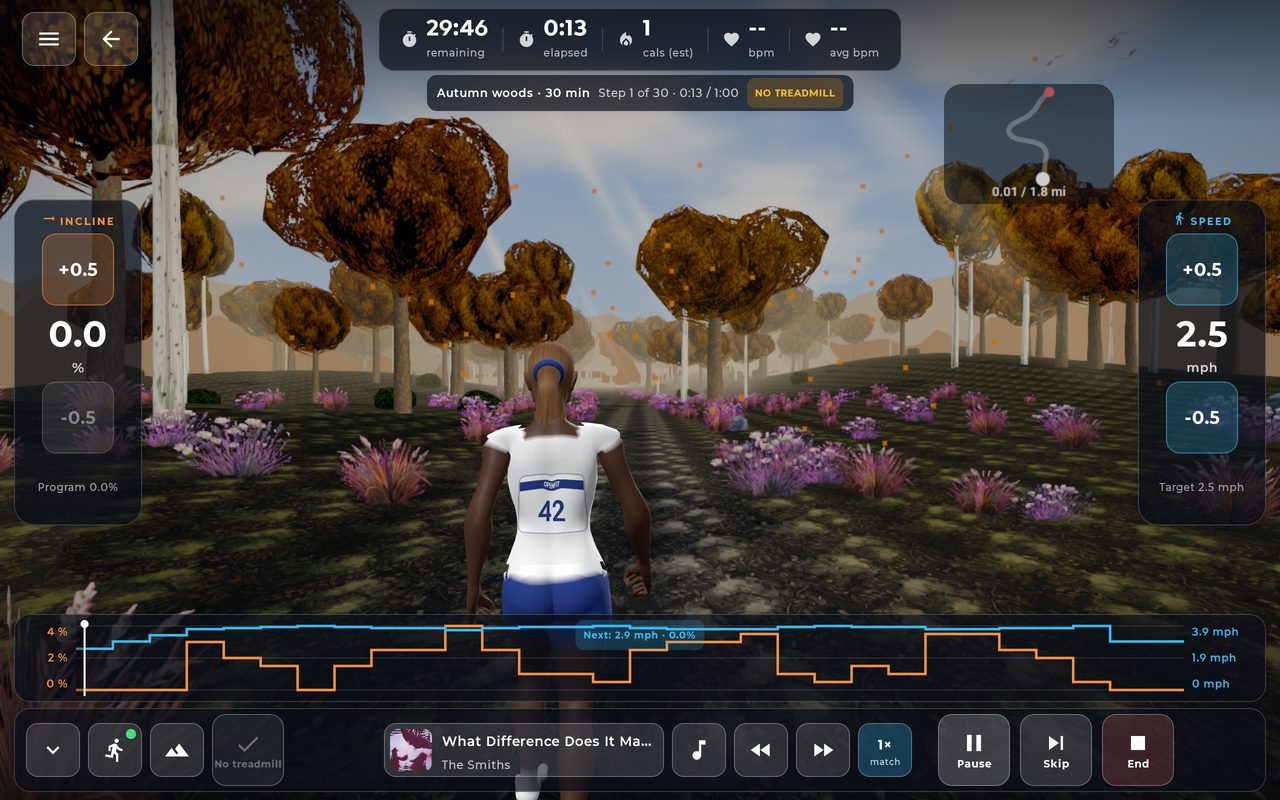 29:46
remaining
0:13
elapsed
1
cals (est)
--
bpm
--
avg bpm
Autumn woods · 30 min Step 1 of 30 · 0:13 / 1:00 NO TREADMILL
0.01 / 1.8 mi
INCLINE
+0.5
0.0
%
-0.5
Program 0.0%
SPEED
+0.5
2.5
mph
-0.5
Target 2.5 mph
42
4 %
2 %
0 %
Next: 2.9 mph · 0.0%
3.9 mph
1.9 mph
0 mph
No treadmill
What Difference Does It Ma...
The Smiths
1×
match
Pause
Skip
End